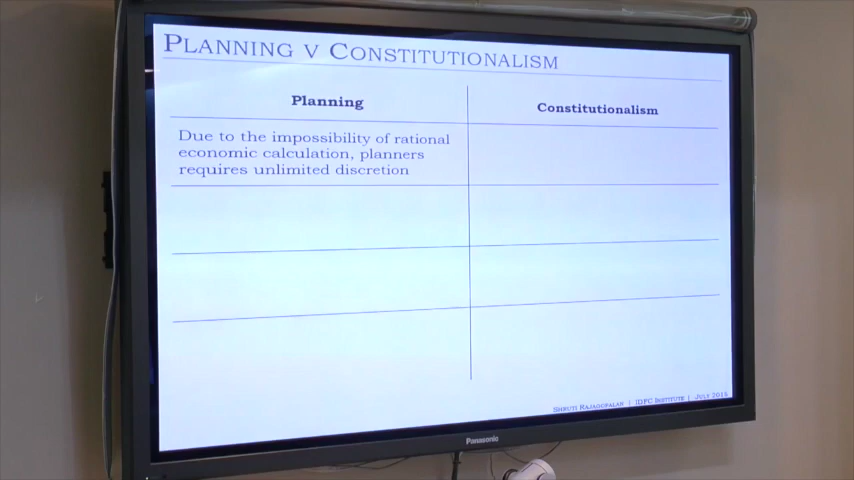 PLANNING V CONSTITUTIONALISM
Planning
Constitutionalism
Due to the impossibility of rational
economic calculation, planners
requires unlimited discretion
SHRUTI RAJAGOPALAN | IDFC INSTITUTE | JULY 2015
Panasonic